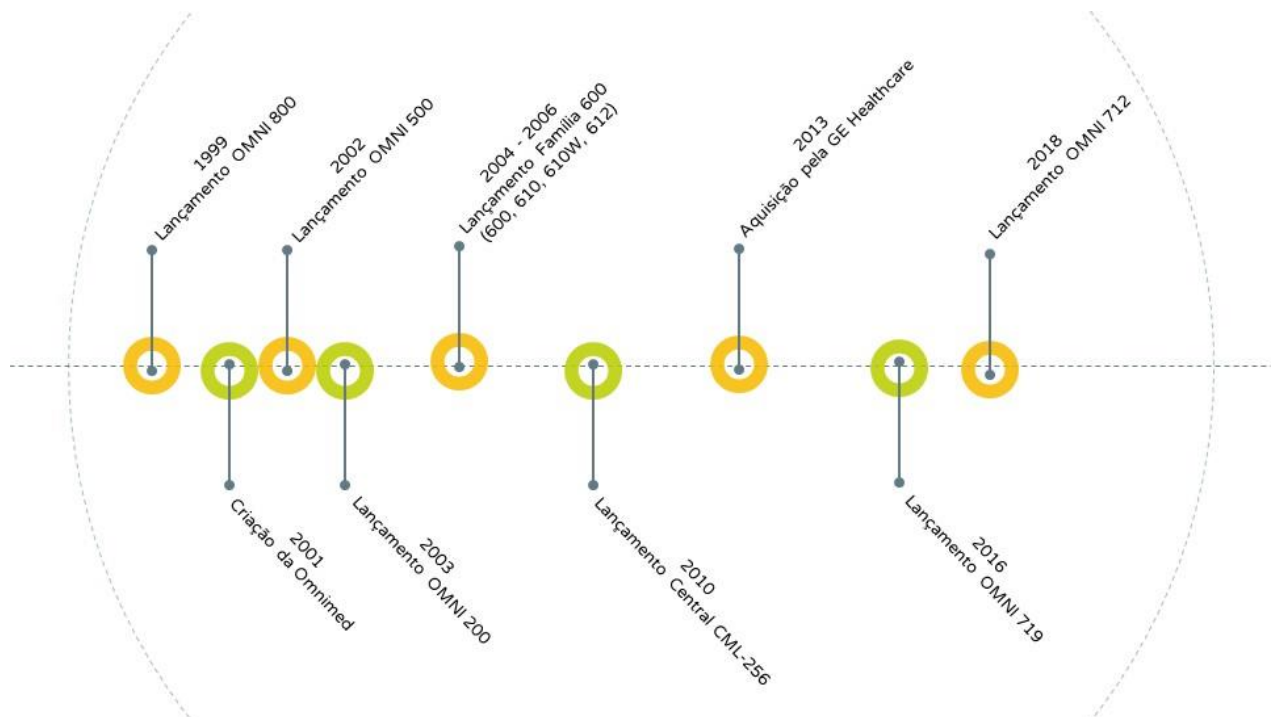 1999
Lançamento OMNI 800
2001
Criação da Omnimed
2002
Lançamento OMNI 500
2003
Lançamento OMNI 200
2004 - 2006
Lançamento Família 600
(600, 610, 610W, 612)
2010
Lançamento Central CML-256
2013
Aquisição pela GE Healthcare
2016
Lançamento OMNI 719
2018
Lançamento OMNI 712